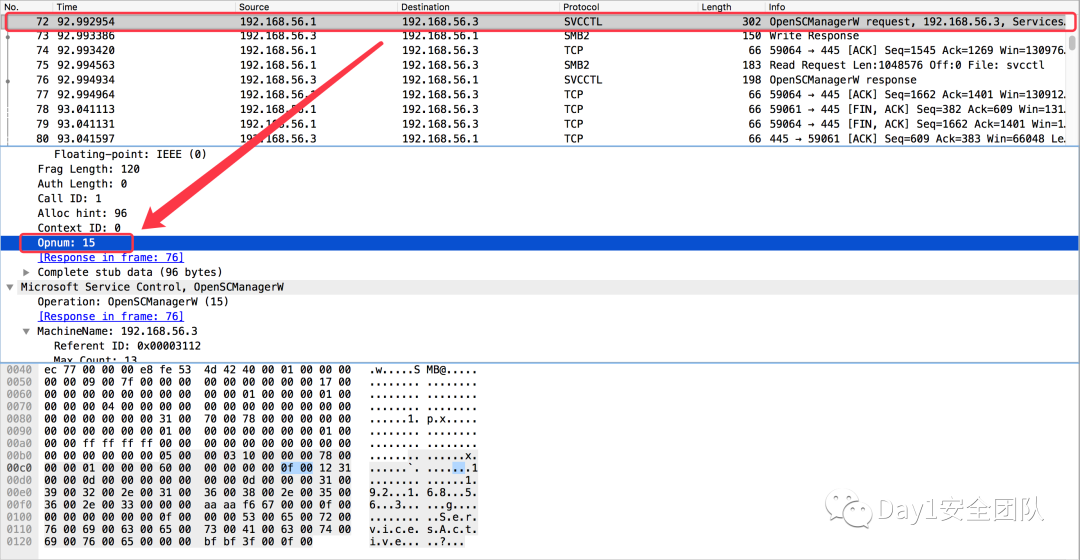 No. Time Source Destination Protocol Length Info
72 92.992954 192.168.56.1 192.168.56.3 SVCCTL 302 OpenSCManagerW request, 192.168.56.3, Services…
73 92.993386 192.168.56.3 192.168.56.1 SMB2 150 Write Response
74 92.993420 192.168.56.1 192.168.56.3 TCP 66 59064 → 445 [ACK] Seq=1545 Ack=1269 Win=130976…
75 92.994563 192.168.56.1 192.168.56.3 SMB2 183 Read Request Len:1048576 Off:0 File: svcctl
76 92.994934 192.168.56.3 192.168.56.1 SVCCTL 198 OpenSCManagerW response
77 92.994964 192.168.56.1 192.168.56.3 TCP 66 59064 → 445 [ACK] Seq=1662 Ack=1401 Win=130912…
78 93.041113 192.168.56.1 192.168.56.3 TCP 66 59061 → 445 [FIN, ACK] Seq=382 Ack=609 Win=131…
79 93.041131 192.168.56.1 192.168.56.3 TCP 66 59064 → 445 [FIN, ACK] Seq=1662 Ack=1401 Win=1…
80 93.041597 192.168.56.3 192.168.56.1 TCP 66 445 → 59061 [ACK] Seq=609 Ack=383 Win=66048 Le…
Floating-point: IEEE (0)
Frag Length: 120
Auth Length: 0
Call ID: 1
Alloc hint: 96
Context ID: 0
Opnum: 15
[Response in frame: 76]
Complete stub data (96 bytes)
Microsoft Service Control, OpenSCManagerW
Operation: OpenSCManagerW (15)
[Response in frame: 76]
MachineName: 192.168.56.3
Referent ID: 0x00003112
Max Count: 13
0040 ec 77 00 00 00 e8 fe 53 4d 42 40 00 01 00 00 00 .w.....S MB@.....
0050 00 00 09 00 7f 00 00 00 00 00 00 00 00 00 17 00 ........ ........
0060 00 00 00 00 00 00 00 00 01 00 00 00 00 00 01 00 ........ ........
0070 00 00 04 00 00 00 00 00 00 00 00 00 00 00 00 00 ........ ........
0080 00 00 00 00 00 00 31 00 70 00 78 00 00 00 00 00 ......1. p.x.....
0090 00 00 00 00 01 00 00 00 00 00 00 00 00 00 01 00 ........ ........
00a0 00 00 ff ff ff ff 00 00 00 00 00 00 00 00 00 00 ........ ........
00b0 00 00 00 00 00 00 05 00 00 03 10 00 00 00 78 00 ........ ......x.
00c0 00 00 01 00 00 00 60 00 00 00 00 00 0f 00 12 31 ......`. .......1
00d0 00 00 0d 00 00 00 00 00 00 00 0d 00 00 00 31 00 ........ ......1.
00e0 39 00 32 00 2e 00 31 00 36 00 38 00 2e 00 35 00 9.2...1. 6.8...5.
00f0 36 00 2e 00 33 00 00 00 aa aa f6 67 00 00 0f 00 6...3... ...g....
0100 00 00 00 00 00 00 0f 00 00 00 53 00 65 00 72 00 ........ ..S.e.r.
0110 76 00 69 00 63 00 65 00 73 00 41 00 63 00 74 00 v.i.c.e. s.A.c.t.
0120 69 00 76 00 65 00 00 00 bf bf 3f 00 0f 00 i.v.e... ..?...
Day1安全团队